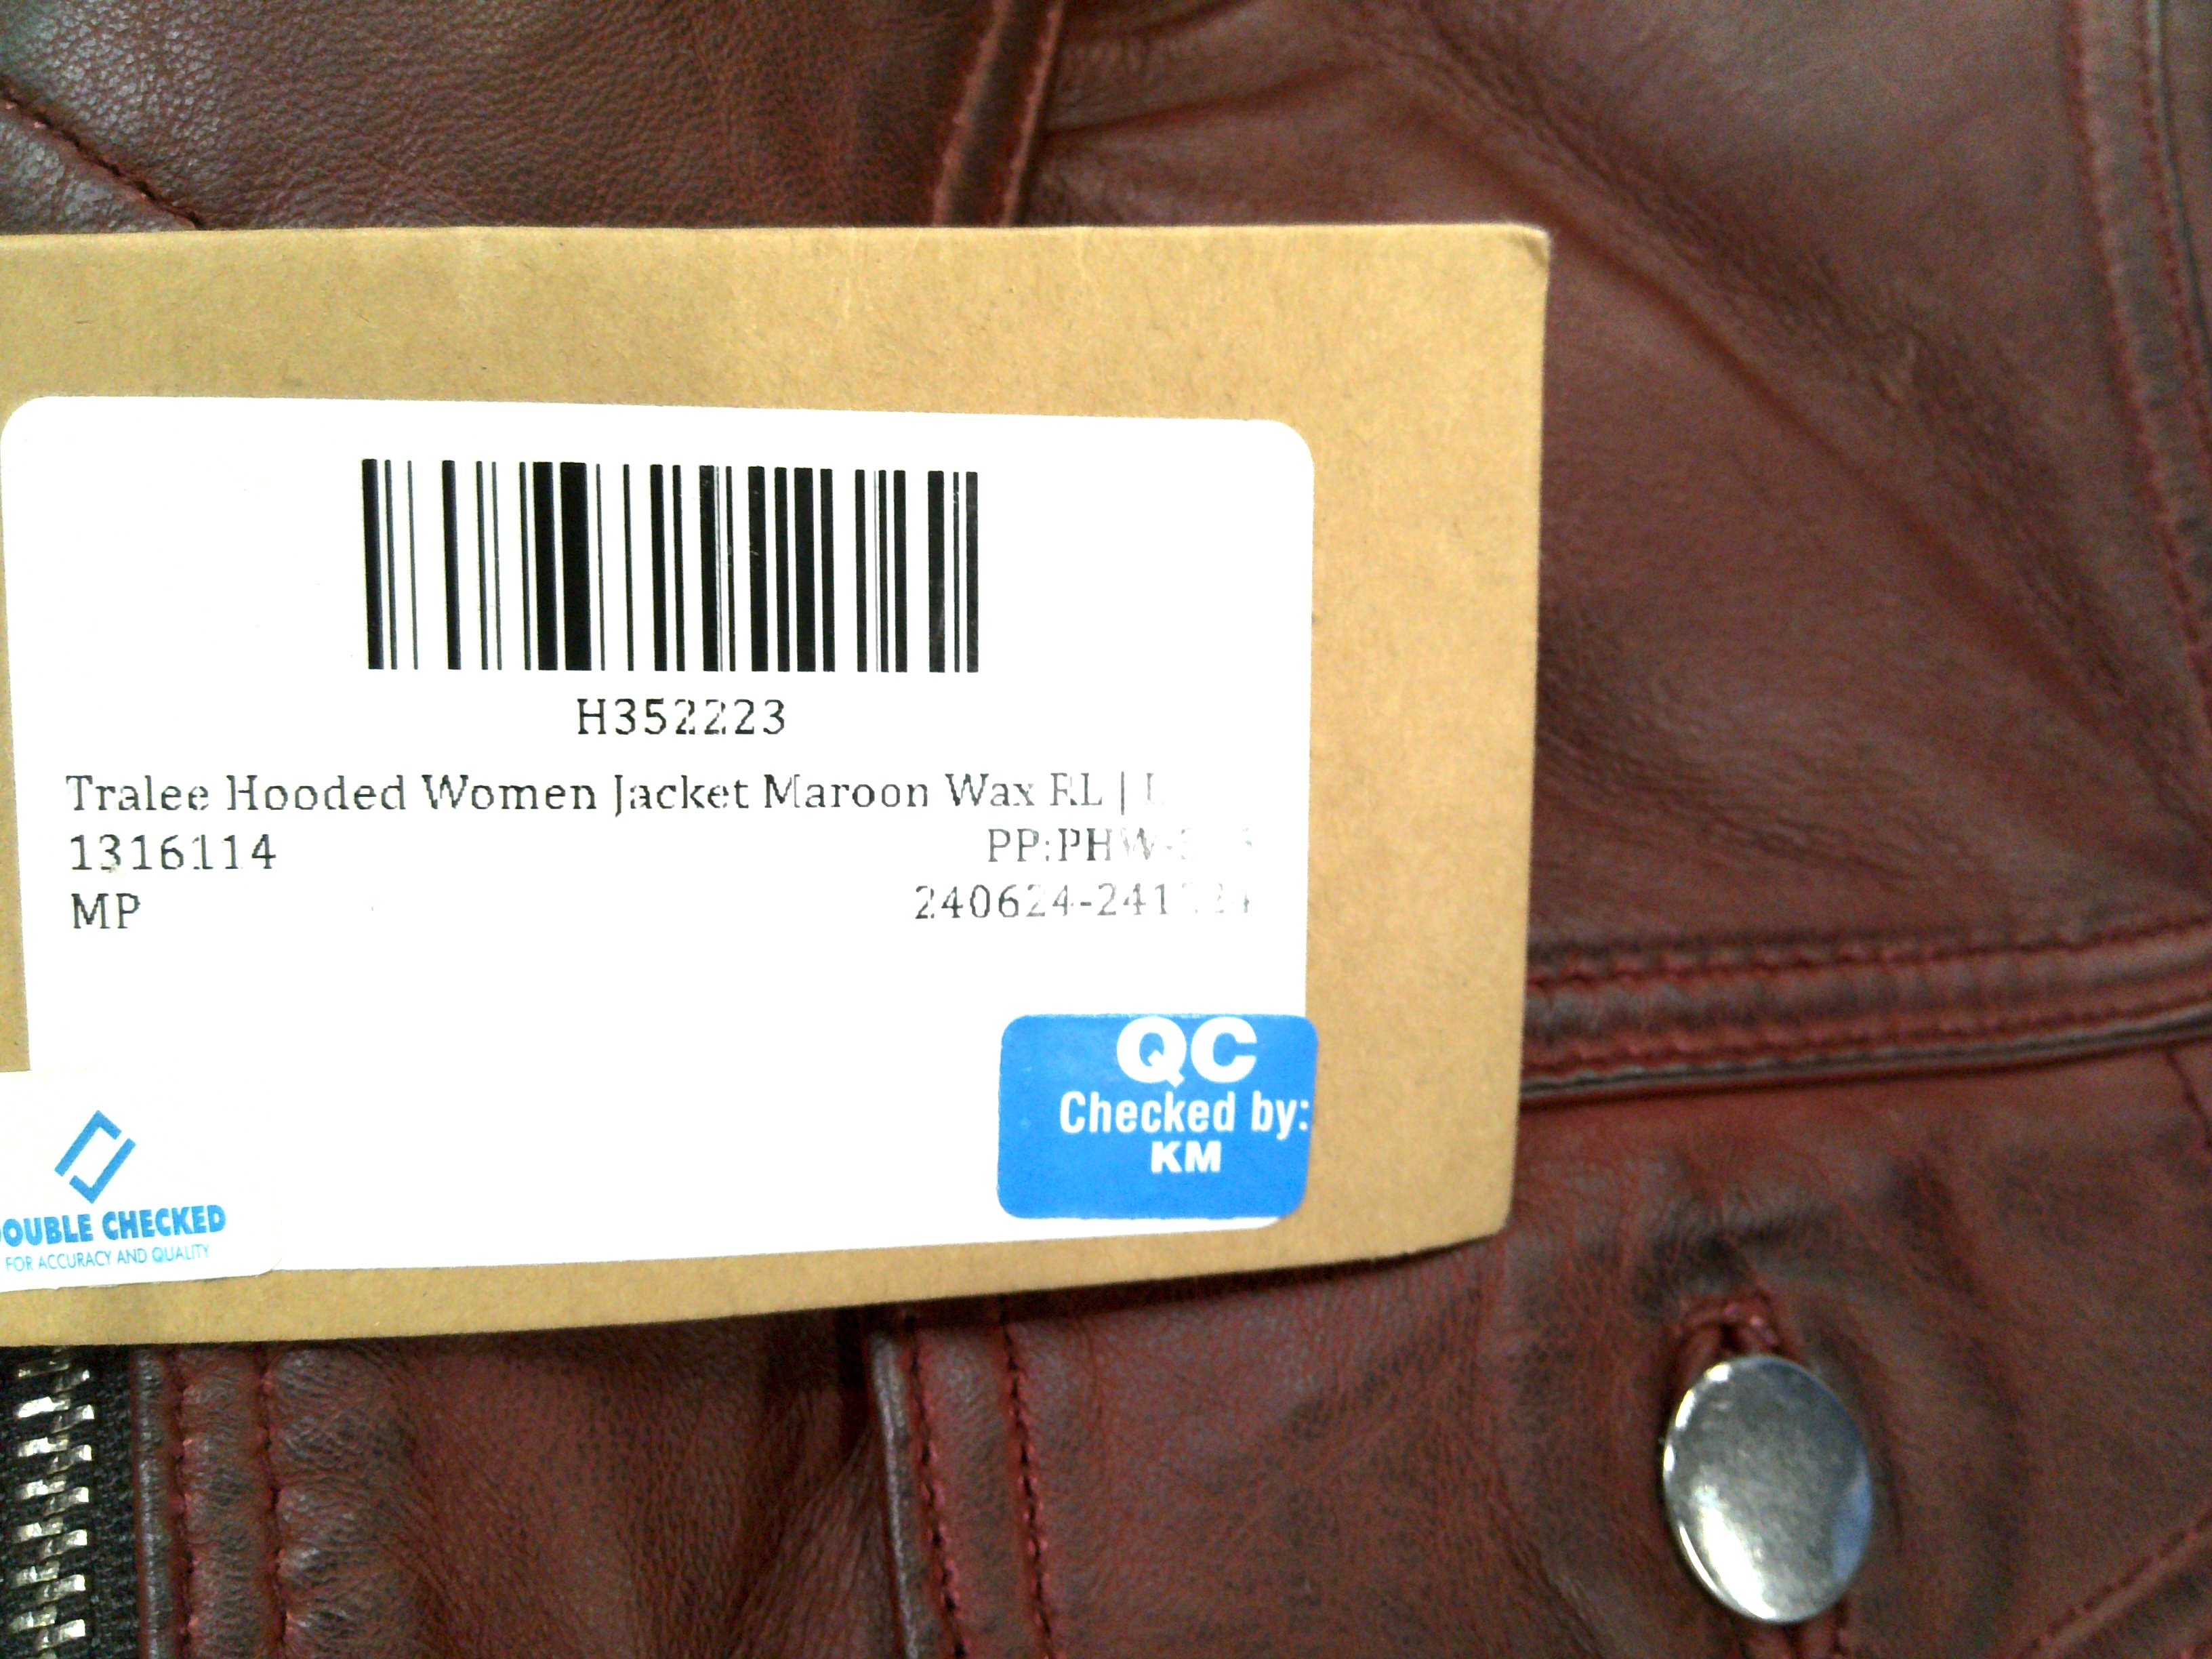 H352223
Tralee Hooded Women Jacket Maroon Wax RL |
1316114
MP
QC
Checked by:
KM
OUBLE CHECKED
FOR ACCURACY AND QUALITY